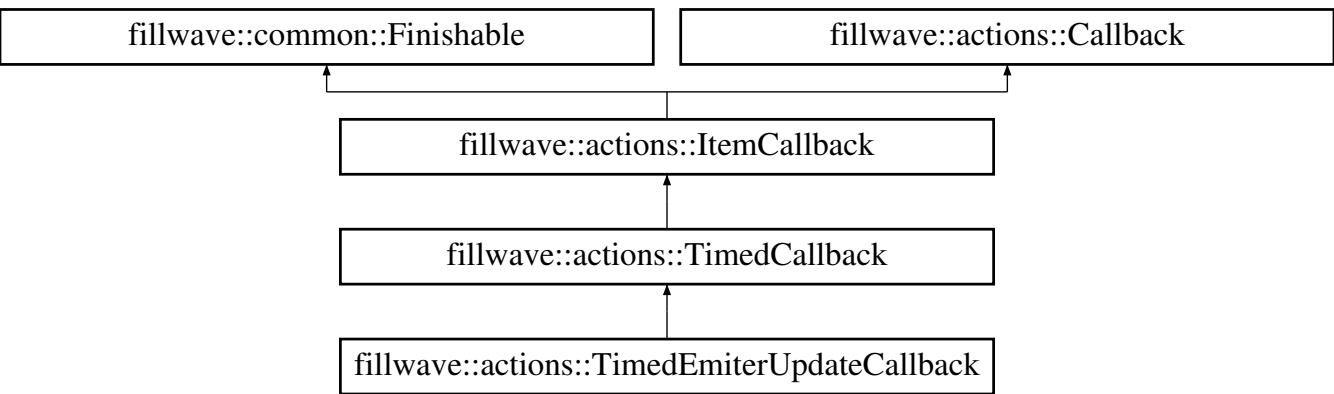 fillwave::common::Finishable
fillwave::actions::Callback
fillwave::actions::ItemCallback
fillwave::actions::TimedCallback
fillwave::actions::TimedEmiterUpdateCallback